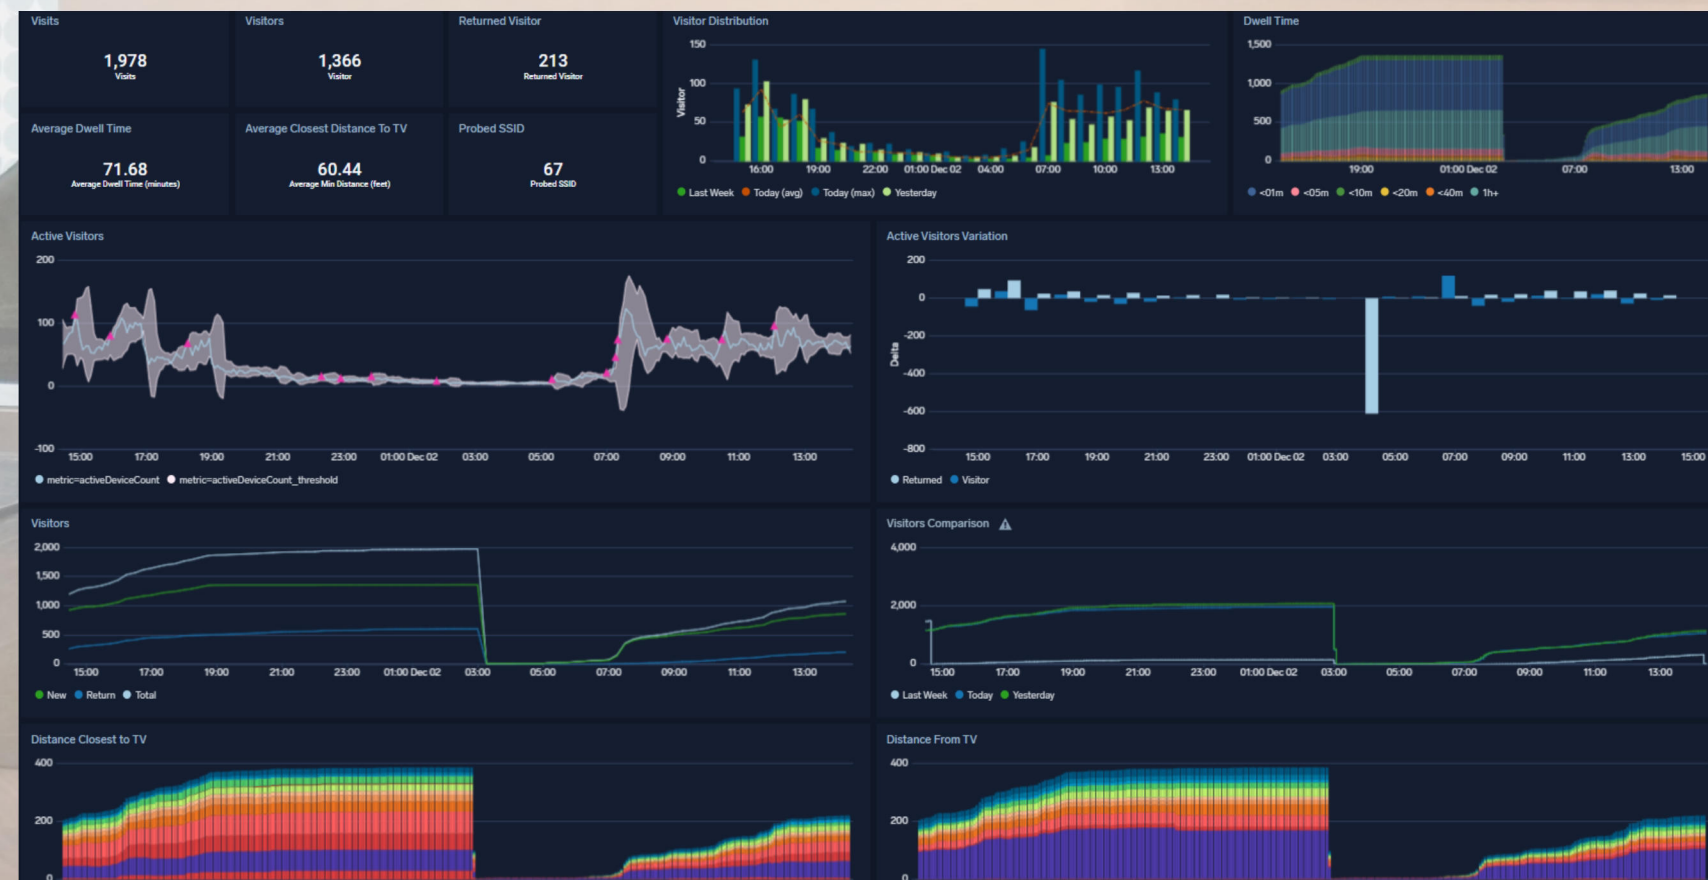 Visits
1,978
Visits
Visitors
1,366
Visitor
Returned Visitor
213
Returned Visitor
Average Dwell Time
71.68
Average Dwell Time (minutes)
Average Closest Distance To TV
60.44
Average Min Distance (feet)
Probed SSID
67
Probed SSID
Visitor Distribution
Visitor
150
100
50
0
16:00 19:00 22:00 01:00 Dec 02 04:00 07:00 10:00 13:00
Last Week Today (avg) Today (max) Yesterday
Dwell Time
1,500
1,000
500
0
19:00 01:00 Dec 02 07:00 13:00
<01m <05m <10m <20m <40m 1h+
Active Visitors
200
100
0
-100
15:00 17:00 19:00 21:00 23:00 01:00 Dec 02 03:00 05:00 07:00 09:00 11:00 13:00
metric=activeDeviceCount metric=activeDeviceCount_threshold
Active Visitors Variation
Delta
200
0
-200
-400
-600
-800
15:00 17:00 19:00 21:00 23:00 01:00 Dec 02 03:00 05:00 07:00 09:00 11:00 13:00 15:00
Returned Visitor
Visitors
2,000
1,500
1,000
500
0
15:00 17:00 19:00 21:00 23:00 01:00 Dec 02 03:00 05:00 07:00 09:00 11:00 13:00
New Return Total
Visitors Comparison
4,000
2,000
0
15:00 17:00 19:00 21:00 23:00 01:00 Dec 02 03:00 05:00 07:00 09:00 11:00 13:00
Last Week Today Yesterday
Distance Closest to TV
400
200
0
Distance From TV
400
200
0